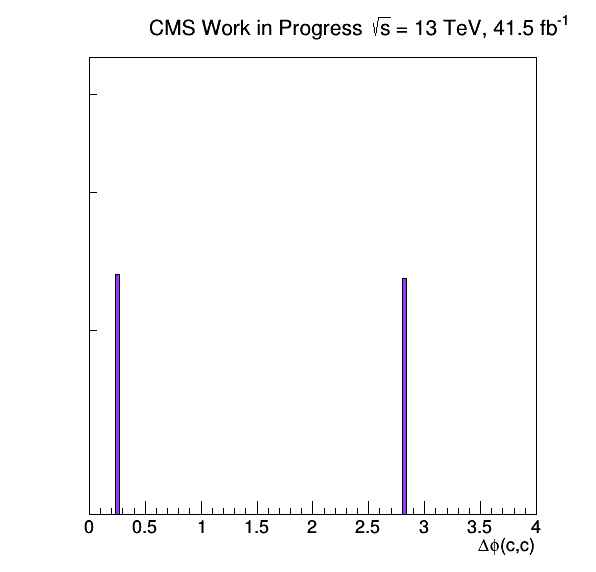 CMS Work in Progress √s = 13 TeV, 41.5 fb⁻¹
0 0.5 1 1.5 2 2.5 3 3.5 4
Δϕ(c,c)